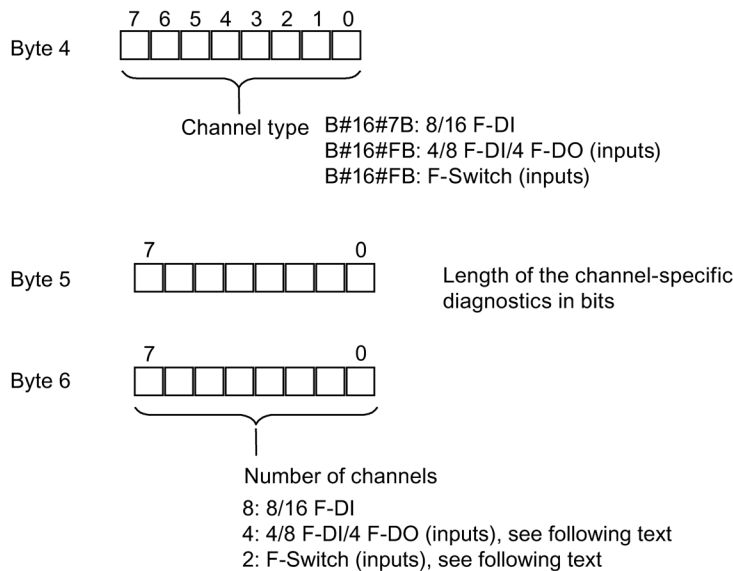 7 6 5 4 3 2 1 0
Byte 4
Channel type
B#16#7B: 8/16 F-DI
B#16#FB: 4/8 F-DI/4 F-DO (inputs)
B#16#FB: F-Switch (inputs)
7 0
Byte 5
Length of the channel-specific
diagnostics in bits
7 0
Byte 6
Number of channels
8: 8/16 F-DI
4: 4/8 F-DI/4 F-DO (inputs), see following text
2: F-Switch (inputs), see following text